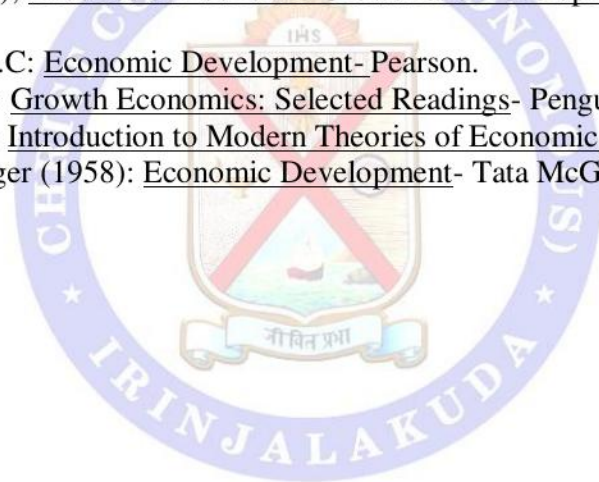 .C: Economic Development- Pearson.
Growth Economics: Selected Readings- Pengu
Introduction to Modern Theories of Economic
ger (1958): Economic Development- Tata McG
IHS
जीवित प्रभा
IRINJALAKUDA